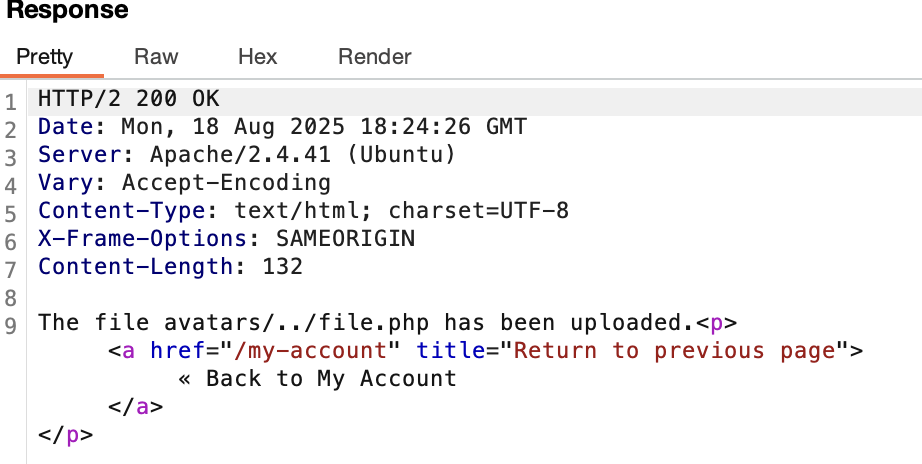 Response
Pretty Raw Hex Render
1 HTTP/2 200 OK
2 Date: Mon, 18 Aug 2025 18:24:26 GMT
3 Server: Apache/2.4.41 (Ubuntu)
4 Vary: Accept-Encoding
5 Content-Type: text/html; charset=UTF-8
6 X-Frame-Options: SAMEORIGIN
7 Content-Length: 132
8
9 The file avatars/../file.php has been uploaded.<p>
<a href="/my-account" title="Return to previous page">
« Back to My Account
</a>
</p>